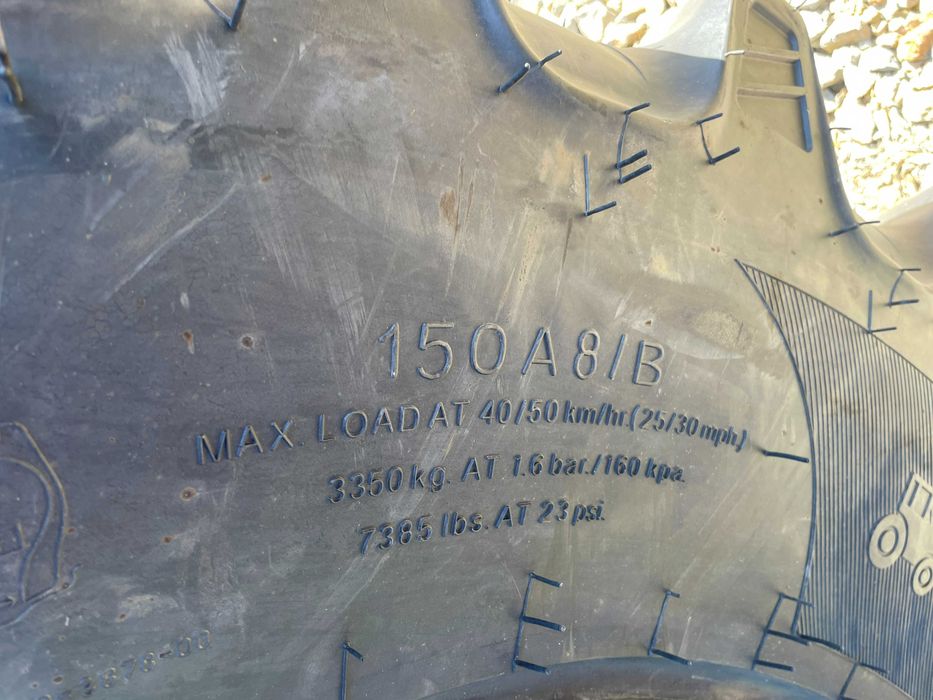 150A8/B
MAX. LOAD AT 40/50 km/hr.(25/30 mph.)
3350 kg. AT 1.6 bar./160 kpa.
7385 lbs. AT 23 psi.